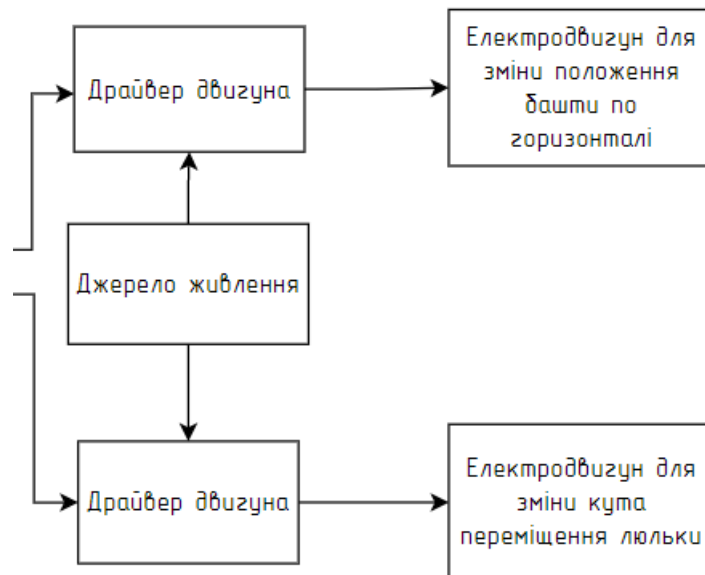 Драйвер двигуна
Електродвигун для
зміни положення
башти по
горизонталі
Джерело живлення
Драйвер двигуна
Електродвигун для
зміни кута
переміщення люльки